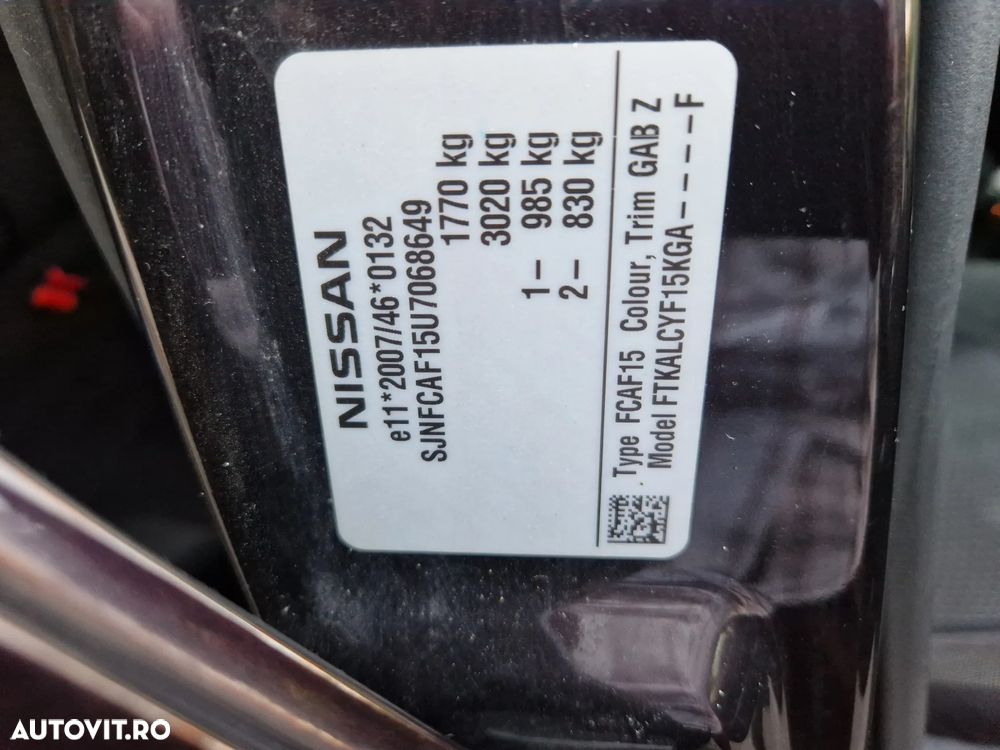 NISSAN
e11*2007/46*0132
SJNFCAF15U7068649
1770 kg
3020 kg
1– 985 kg
2– 830 kg
Type FCAF15 Colour,Trim GAB Z
Model FTKALCYF15KGA-----F
AUTOVIT.RO